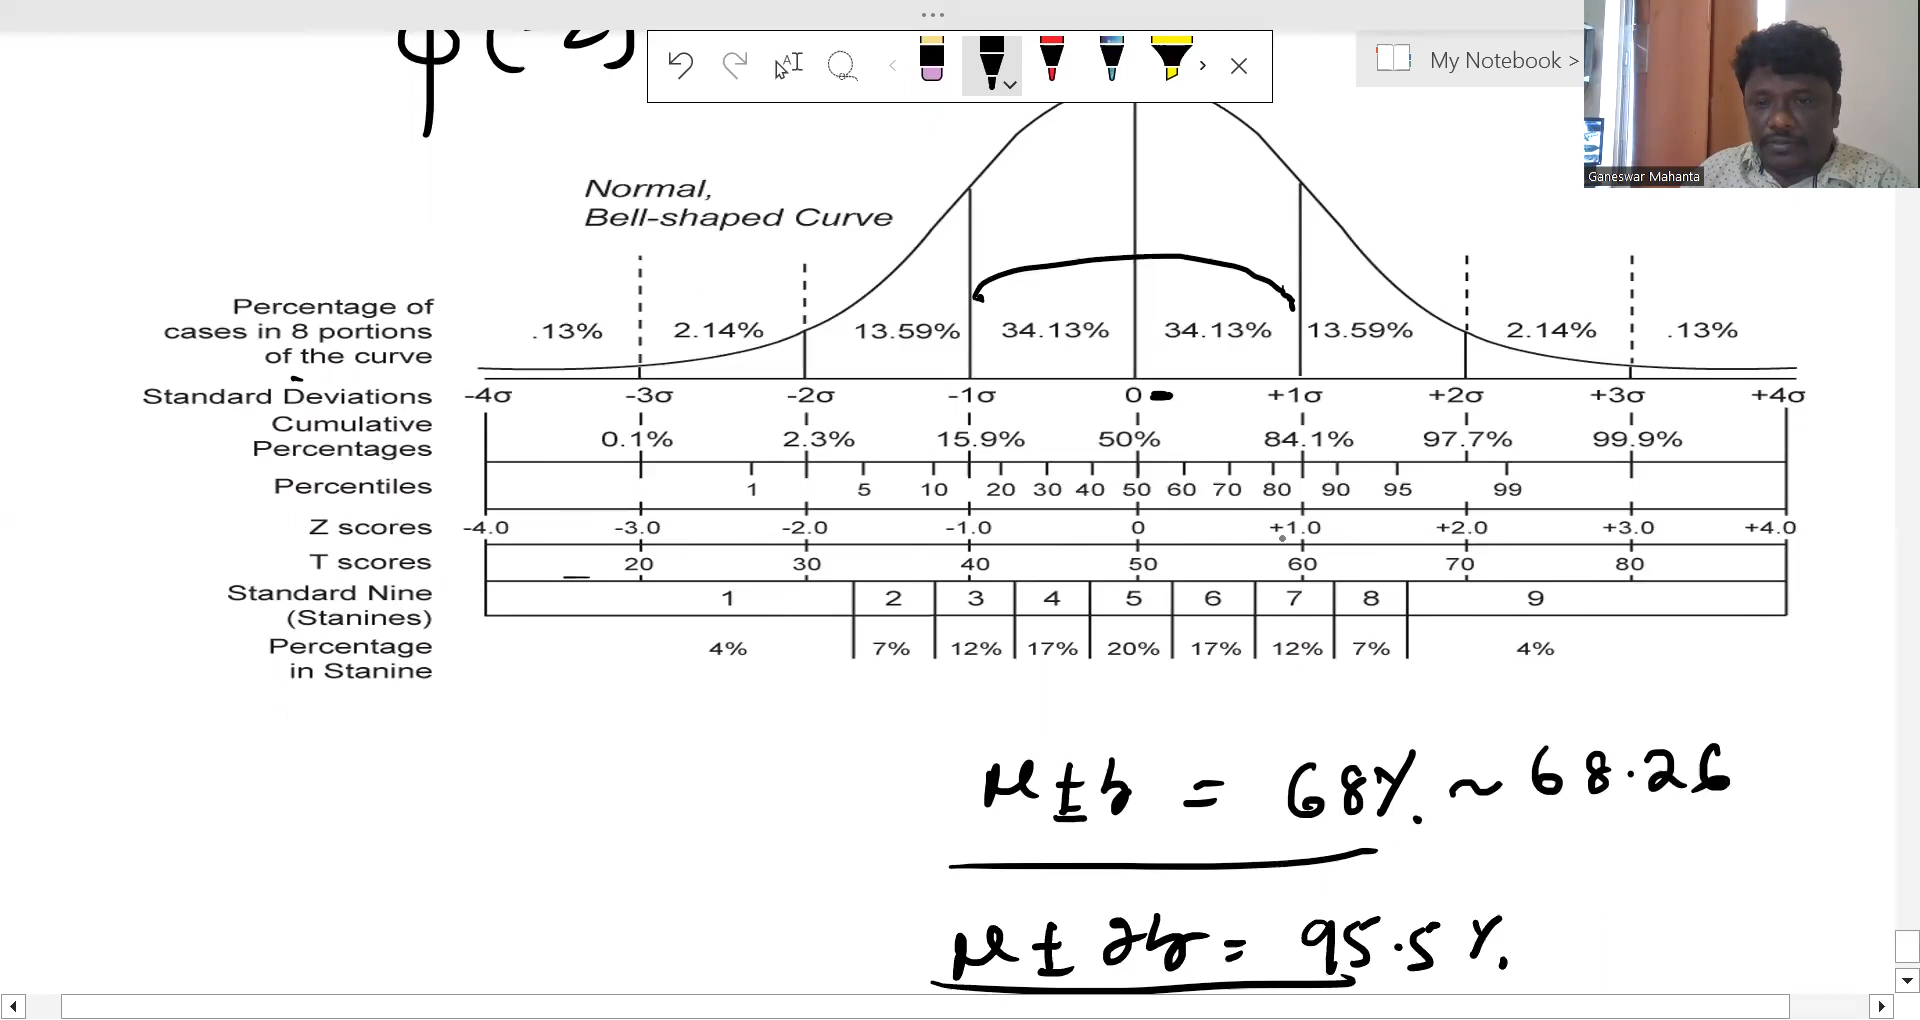 φ(-2)
AI
My Notebook >
Ganeswar Mahanta
Normal,
Bell-shaped Curve
Percentage of
cases in 8 portions
of the curve
.13% 2.14% 13.59% 34.13% 34.13% 13.59% 2.14% .13%
Standard Deviations -4σ -3σ -2σ -1σ 0 +1σ +2σ +3σ +4σ
Cumulative
Percentages
0.1% 2.3% 15.9% 50% 84.1% 97.7% 99.9%
Percentiles 1 5 10 20 30 40 50 60 70 80 90 95 99
Z scores -4.0 -3.0 -2.0 -1.0 0 +1.0 +2.0 +3.0 +4.0
T scores 20 30 40 50 60 70 80
Standard Nine
(Stanines)
1 2 3 4 5 6 7 8 9
Percentage
in Stanine
4% 7% 12% 17% 20% 17% 12% 7% 4%
μ ± σ = 68% ~ 68.26
μ ± 2σ = 95.5%